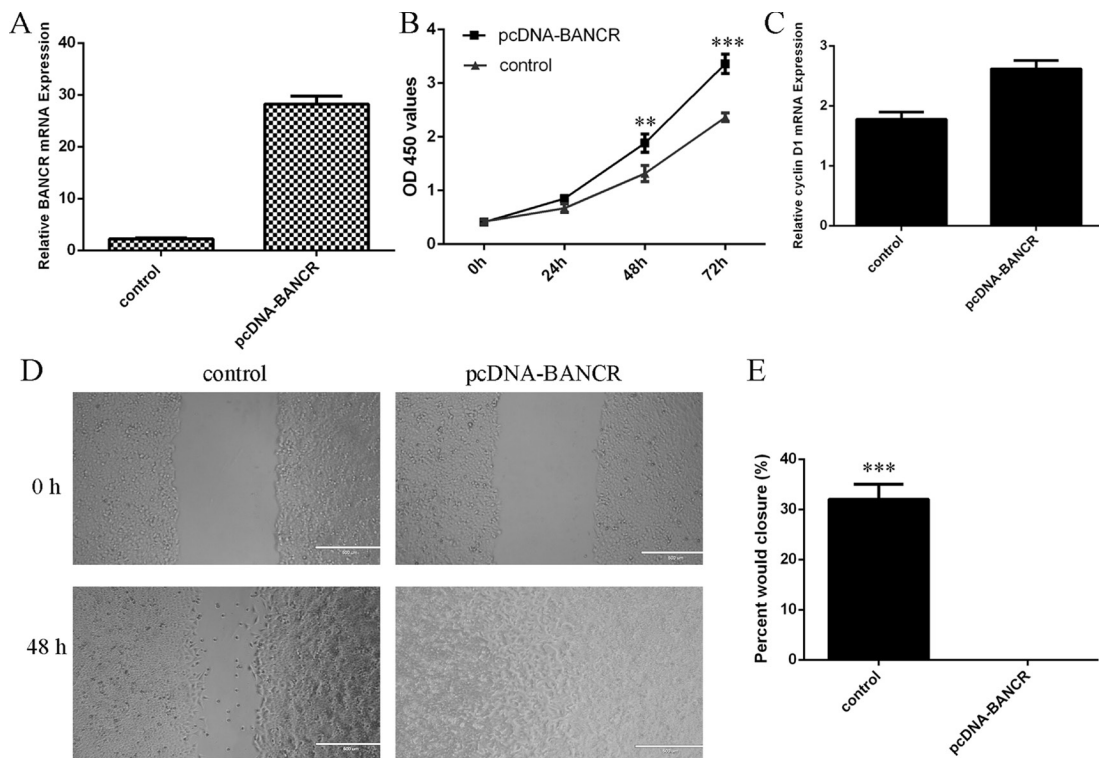 A
Relative BANCR mRNA Expression
40
30
20
10
0
control
pcDNA-BANCR
B
pcDNA-BANCR
control
OD 450 values
4
3
2
1
0
**
***
0h
24h
48h
72h
C
Relative cyclin D1 mRNA Expression
3
2
1
0
control
pcDNA-BANCR
D
control
pcDNA-BANCR
0 h
48 h
E
Percent would closure (%)
40
30
20
10
0
***
control
pcDNA-BANCR